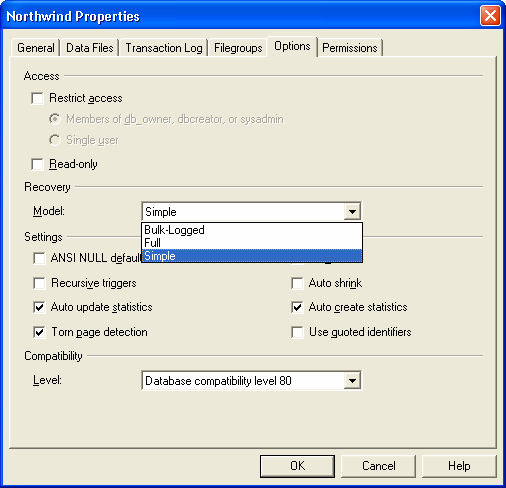 Northwind Properties
General Data Files Transaction Log Filegroups Options Permissions
Access
Restrict access
Members of db_owner, dbcreator, or sysadmin
Single user
Read-only
Recovery
Model: Simple
Bulk-Logged
Settings Full
ANSI NULL default Simple
Recursive triggers Auto shrink
Auto update statistics Auto create statistics
Torn page detection Use quoted identifiers
Compatibility
Level: Database compatibility level 80
OK Cancel Help